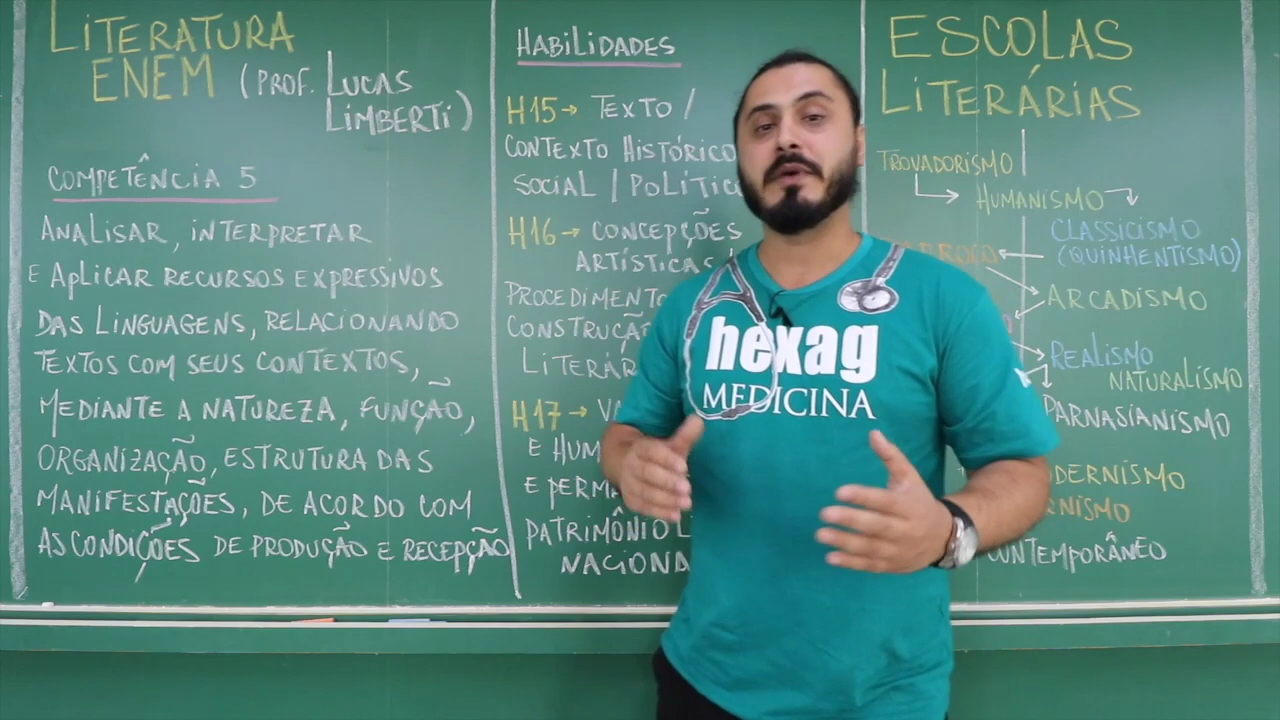 LITERATURA
ENEM (PROF. LUCAS
LIMBERTI)
COMPETÊNCIA 5
ANALISAR, INTERPRETAR
E APLICAR RECURSOS EXPRESSIVOS
DAS LINGUAGENS, RELACIONANDO
TEXTOS COM SEUS CONTEXTOS,
MEDIANTE A NATUREZA, FUNÇÃO,
ORGANIZAÇÃO, ESTRUTURA DAS
MANIFESTAÇÕES, DE ACORDO COM
AS CONDIÇÕES DE PRODUÇÃO E RECEPÇÃO
HABILIDADES
H15→ TEXTO /
CONTEXTO HISTÓRICO
SOCIAL / POLÍTIC
H16→ CONCEPÇÕES
ARTÍSTICAS
PROCEDIMENTO
CONSTRUÇÃ
LITERÁR
H17→ V
E HUM
E PERMA
PATRIMÔNIO L
NACIONA
ESCOLAS
LITERÁRIAS
TROVADORISMO
HUMANISMO
CLASSICISMO
(QUINHENTISMO)
RROCO
ARCADISMO
REALISMO
NATURALISMO
PARNASIANISMO
DERNISMO
RNISMO
CONTEMPORÂNEO
hexag
MEDICINA